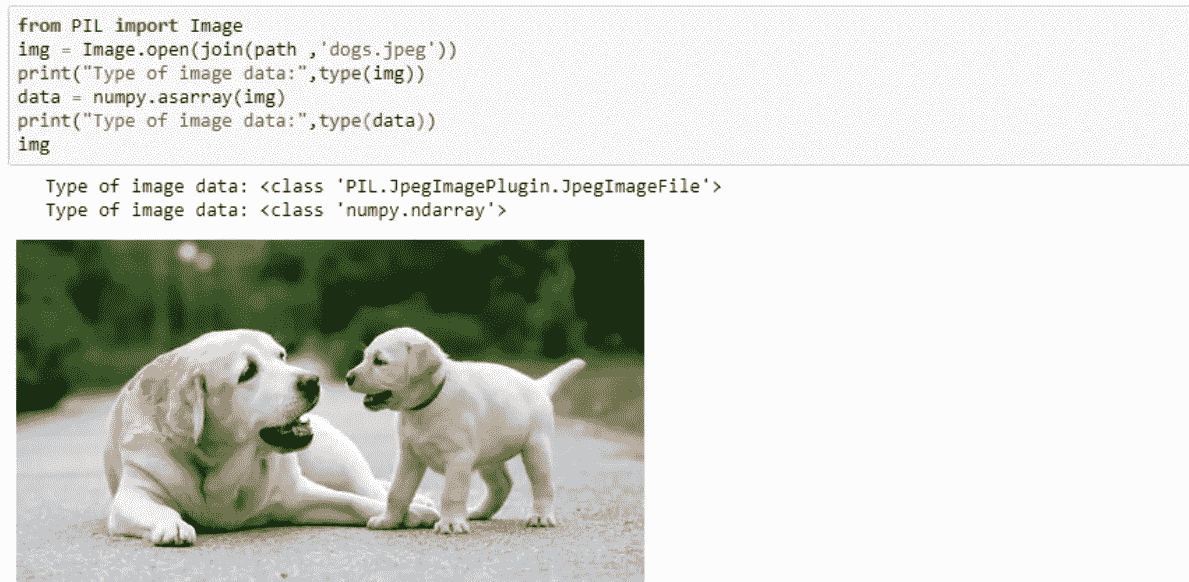 from PIL import Image
img = Image.open(join(path ,'dogs.jpeg'))
print("Type of image data:",type(img))
data = numpy.asarray(img)
print("Type of image data:",type(data))
img
Type of image data: <class 'PIL.JpegImagePlugin.JpegImageFile'>
Type of image data: <class 'numpy.ndarray'>